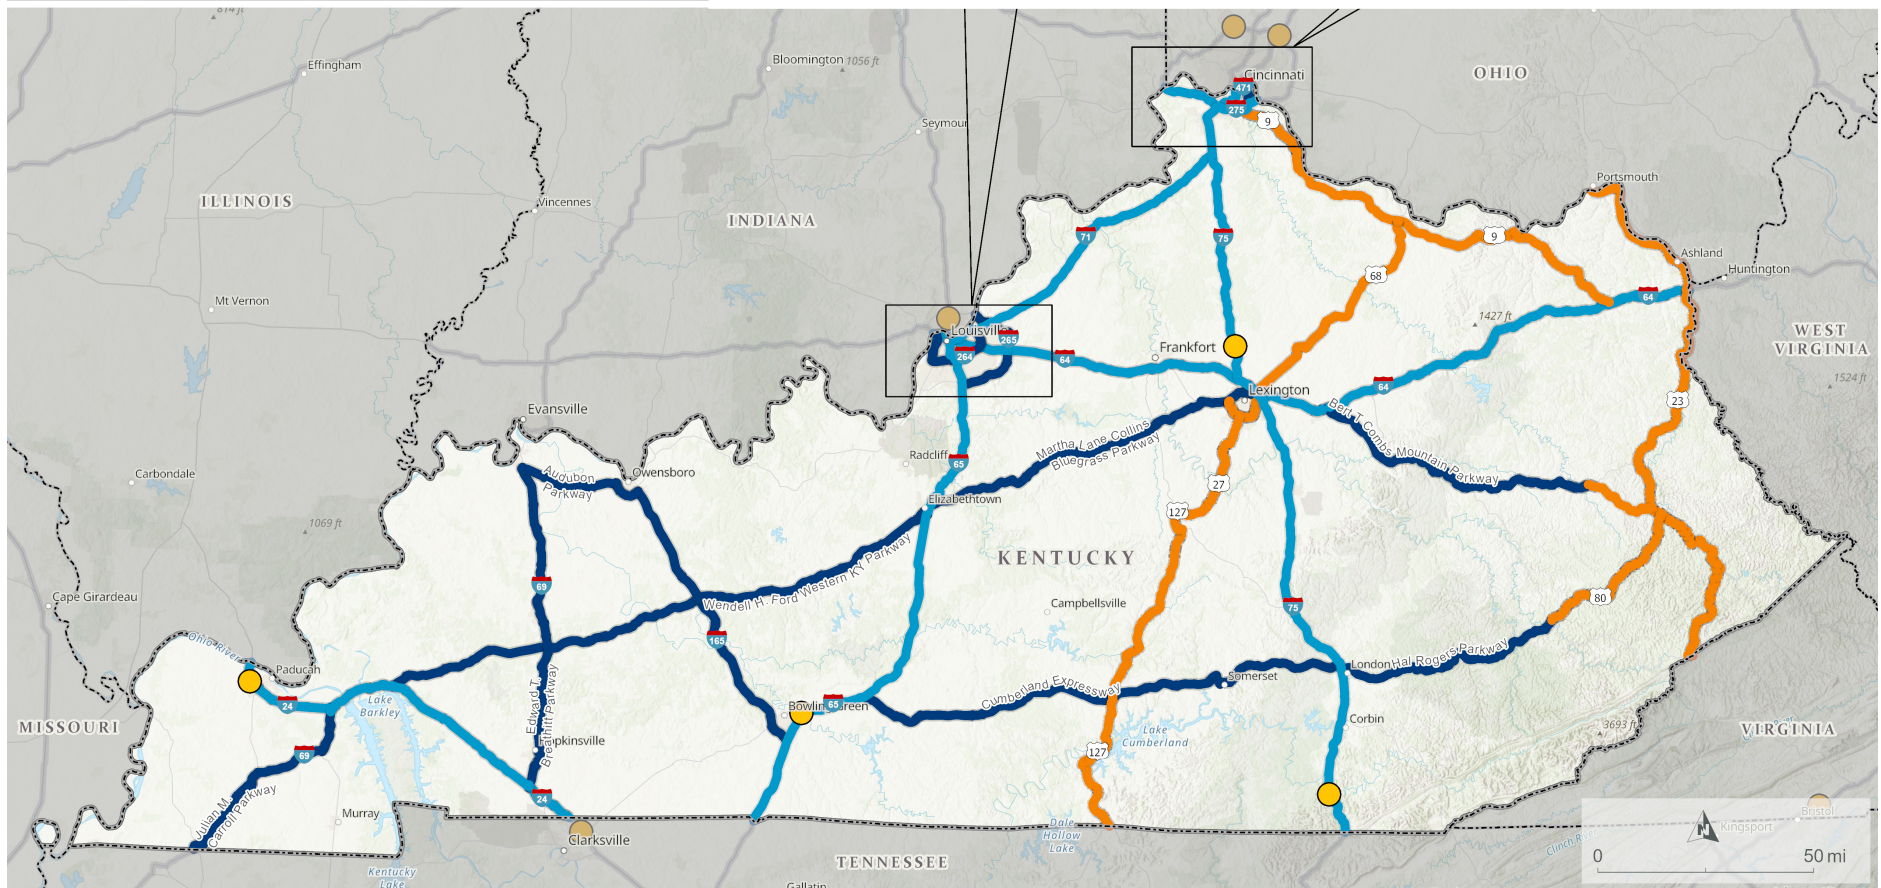 814 ft
Effingham
Bloomington
1056 ft
Cincinnati
OHIO
471
275
9
Seymour
Portsmouth
ILLINOIS
Vincennes
INDIANA
71
75
9
Ashland
Huntington
68
64
Mt Vernon
1427 ft
WEST
VIRGINIA
Louisville
265
264
64
Frankfort
1524 ft
64
Lexington
23
Bert T. Combs Mountain Parkway
Evansville
Martha Lane Collins
Bluegrass Parkway
Carbondale
Audubon
Parkway
Owensboro
Radcliff
65
27
Elizabethtown
127
1069 ft
KENTUCKY
Wendell H. Ford Western KY Parkway
69
Cape Girardeau
Campbellsville
75
80
165
Ohio River
Paducah
London
Hal Rogers Parkway
Somerset
Cumberland Expressway
24
Lake
Barkley
Edward T.
Breathitt Parkway
65
Bowling Green
Corbin
3693 ft
MISSOURI
VIRGINIA
69
Hopkinsville
Lake
Cumberland
127
24
Julian M.
Carroll Parkway
Murray
Bristol
Kingsport
N
Dale
Hollow
Lake
Clarksville
Clinch R
0
50 mi
TENNESSEE
Kentucky
Lake
Gallatin